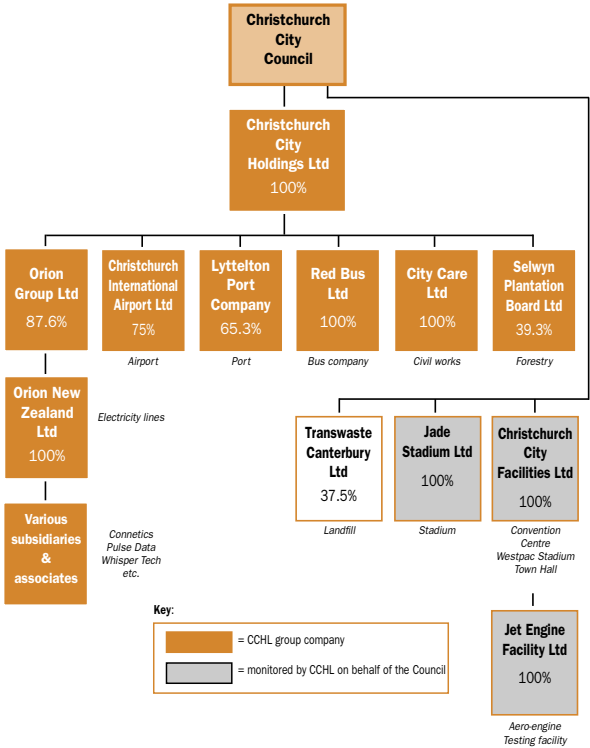 Christchurch
City
Council
Christchurch
City
Holdings Ltd
100%
Orion
Group Ltd
87.6%
Christchurch
International
Airport Ltd
75%
Airport
Lyttelton
Port
Company
65.3%
Port
Red Bus
Ltd
100%
Bus company
City Care
Ltd
100%
Civil works
Selwyn
Plantation
Board Ltd
39.3%
Forestry
Orion New
Zealand
Ltd
100%
Electricity lines
Various
subsidiaries
&
associates
Connetics
Pulse Data
Whisper Tech
etc.
Transwaste
Canterbury
Ltd
37.5%
Landfill
Jade
Stadium Ltd
100%
Stadium
Christchurch
City
Facilities Ltd
100%
Convention
Centre
Westpac Stadium
Town Hall
Jet Engine
Facility Ltd
100%
Aero-engine
Testing facility
Key:
= CCHL group company
= monitored by CCHL on behalf of the Council